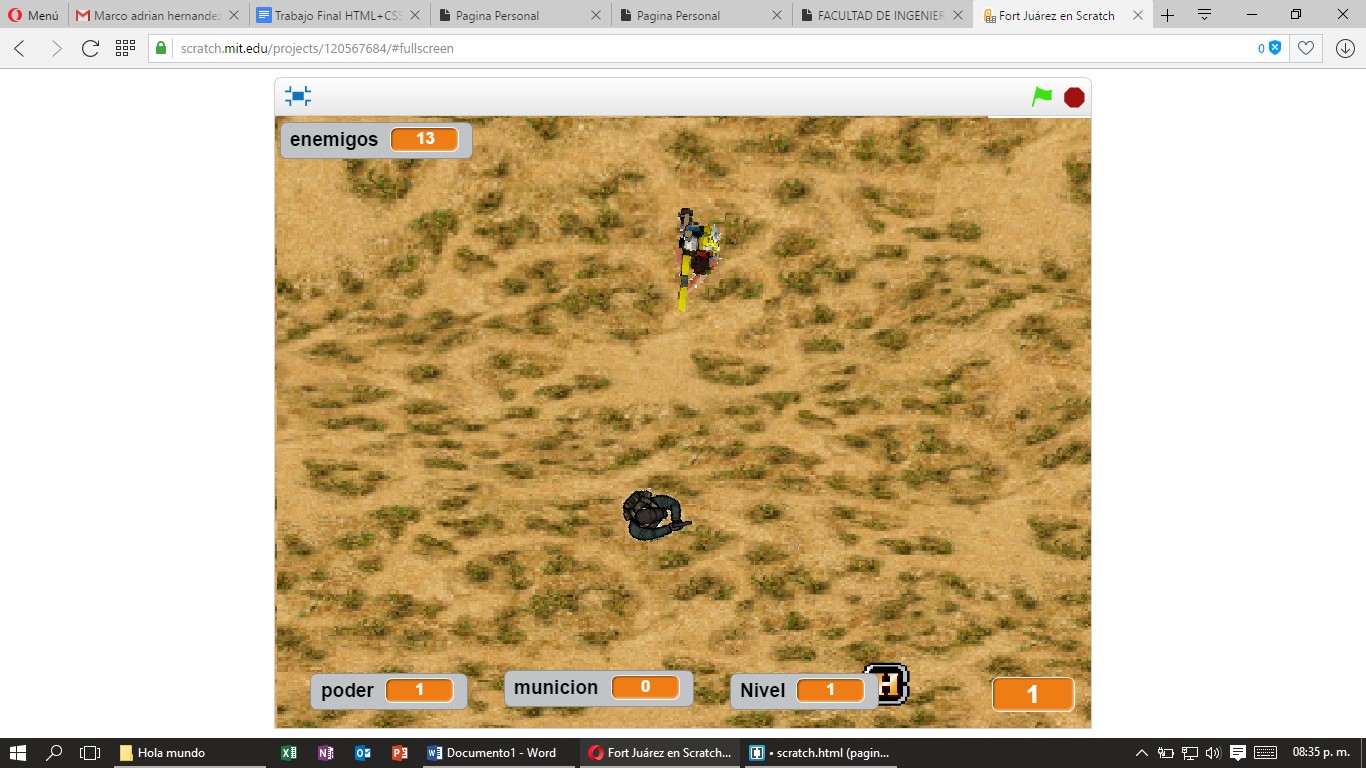 Menú
Marco adrian hernandez
Trabajo Final HTML+CSS
Pagina Personal
Pagina Personal
FACULTAD DE INGENIER
Fort Juárez en Scratch
scratch.mit.edu/projects/120567684/#fullscreen
0
enemigos 13
poder 1
municion 0
Nivel 1
H
1
Hola mundo
Documento1 - Word
Fort Juárez en Scratch...
• scratch.html (pagin...
08:35 p. m.